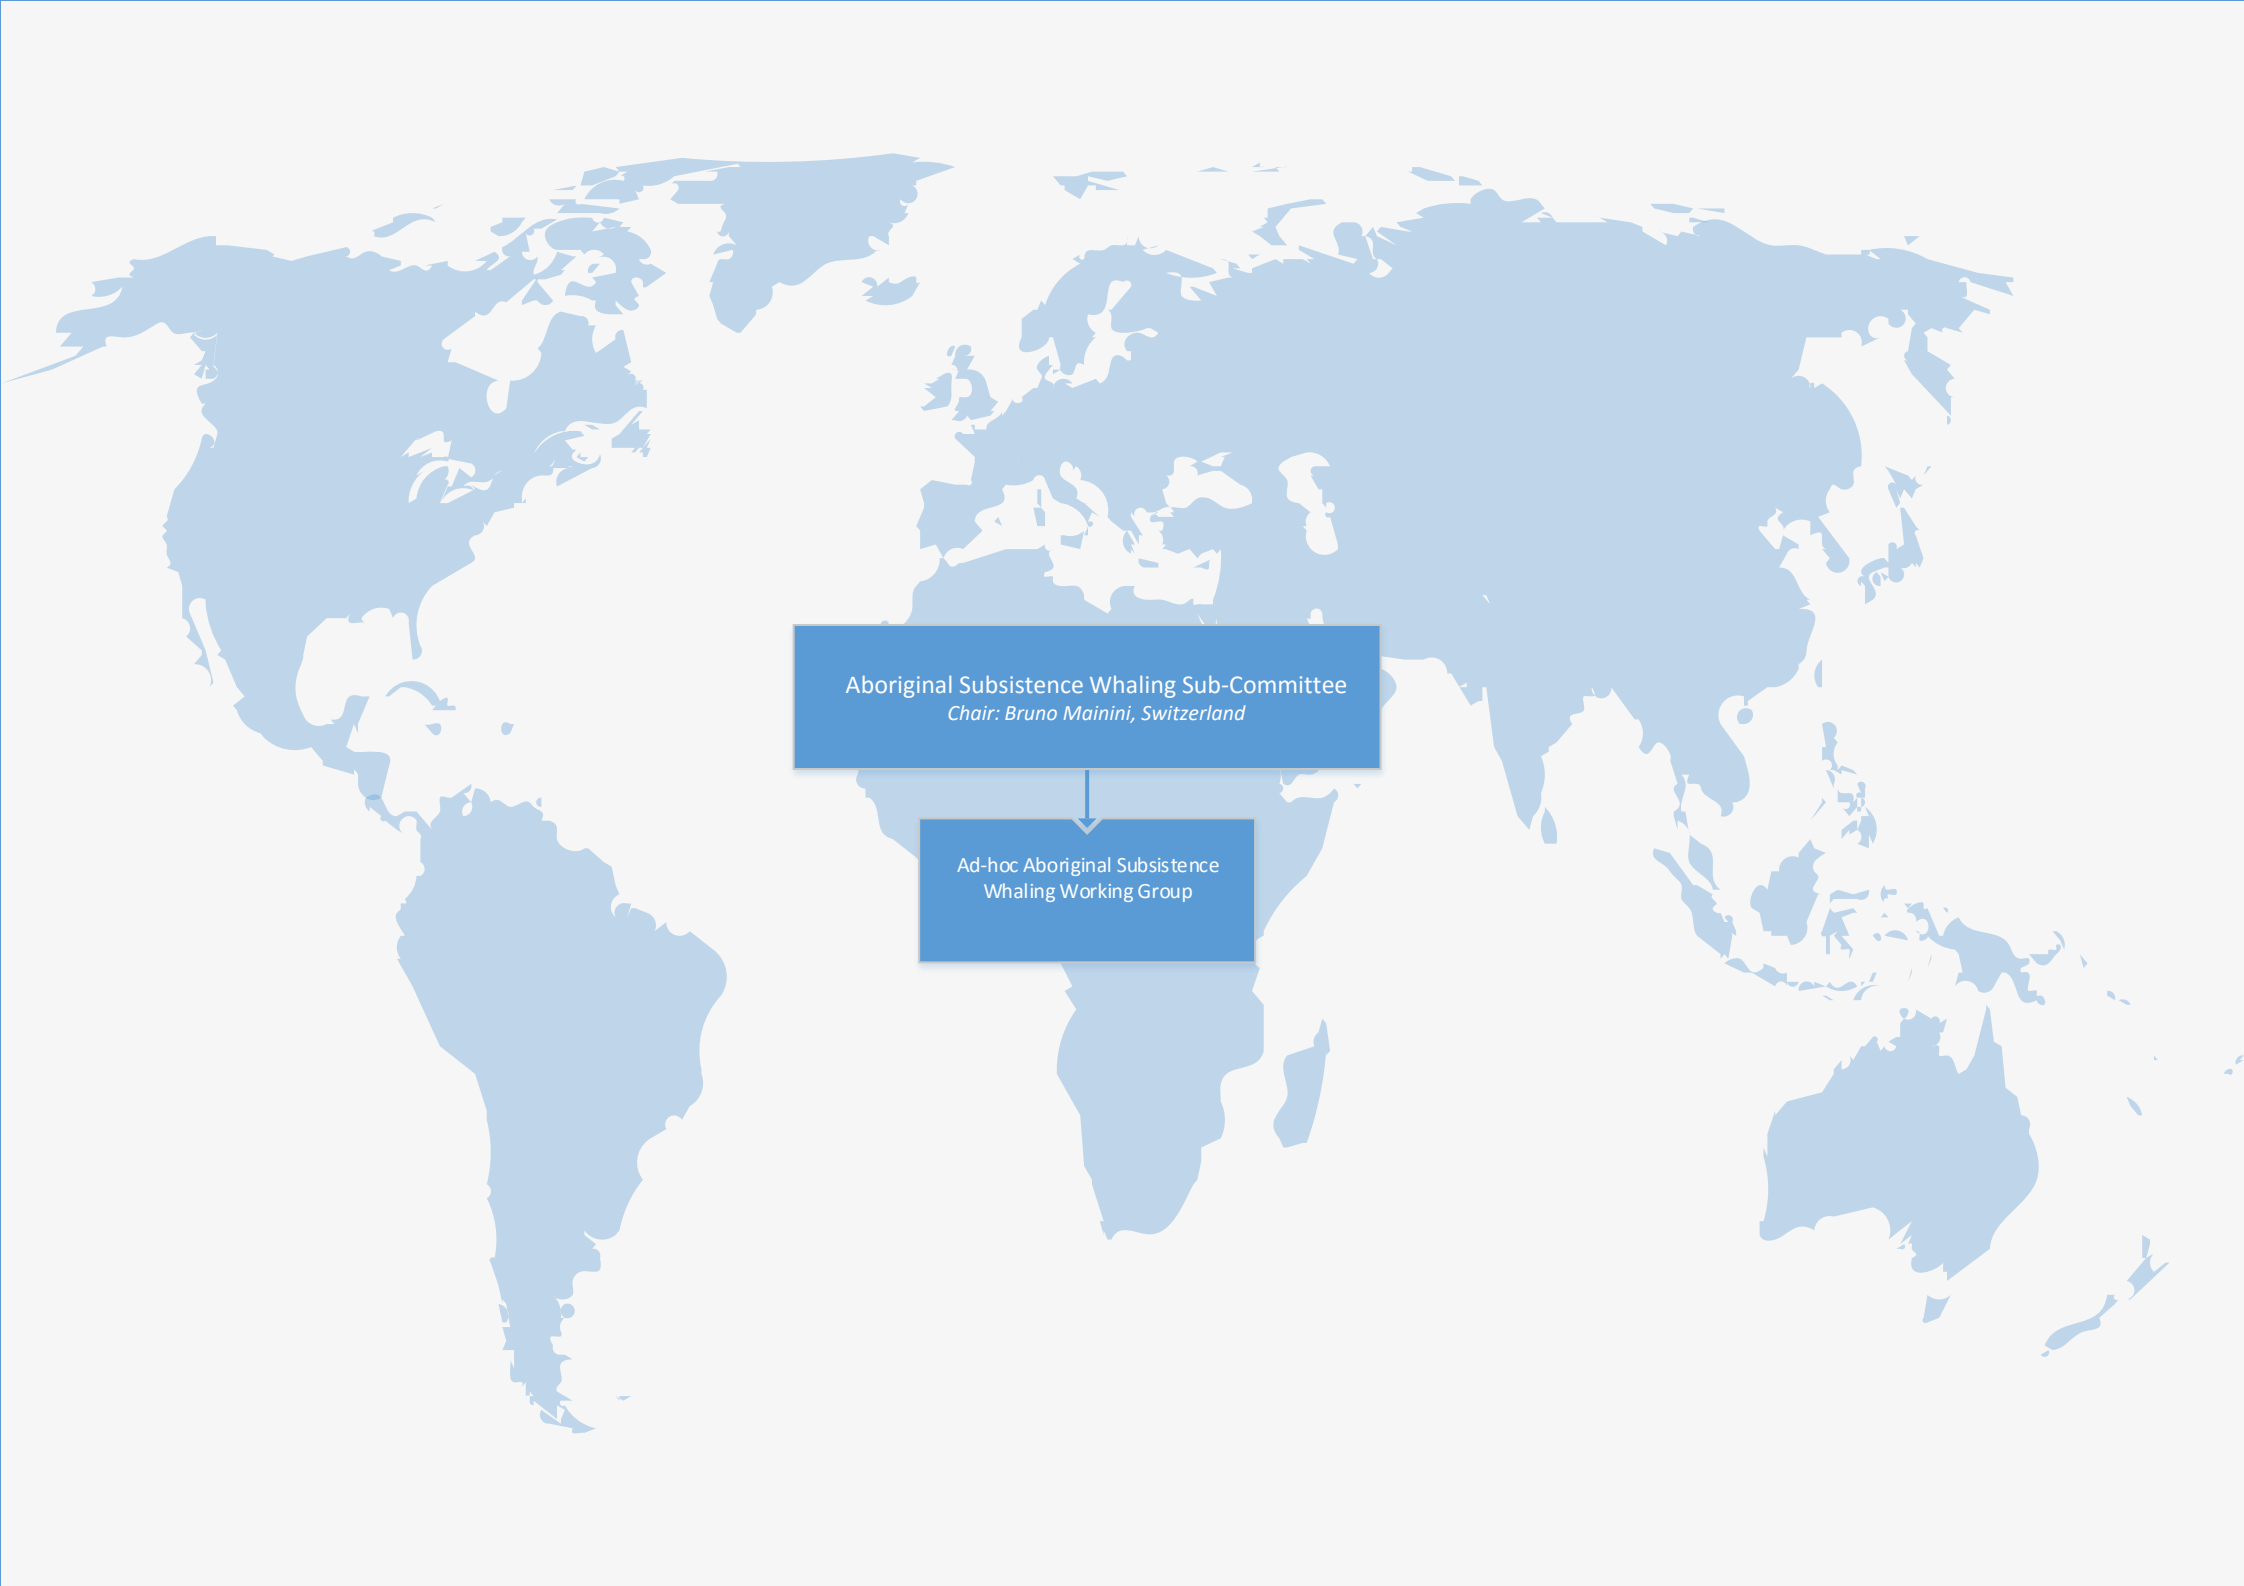 Aboriginal Subsistence Whaling Sub-Committee
Chair: Bruno Mainini, Switzerland
Ad-hoc Aboriginal Subsistence
Whaling Working Group